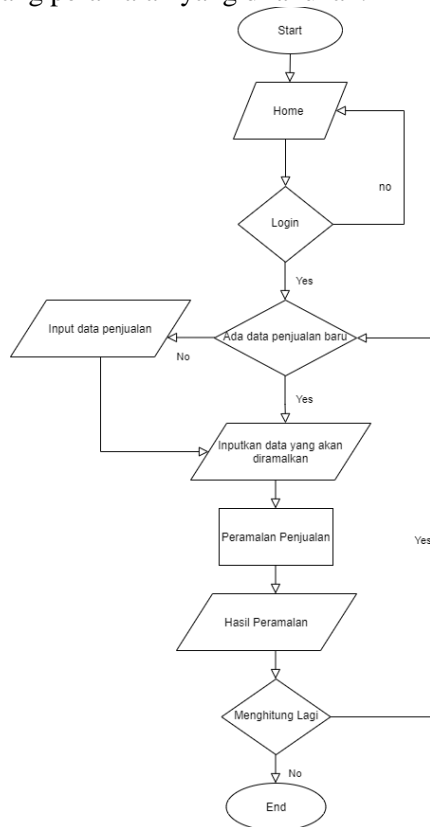 Start
Home
no
Login
Yes
Input data penjualan
Ada data penjualan baru
No
Yes
Inputkan data yang akan
diramalkan
Peramalan Penjualan
Yes
Hasil Peramalan
Menghitung Lagi
No
End